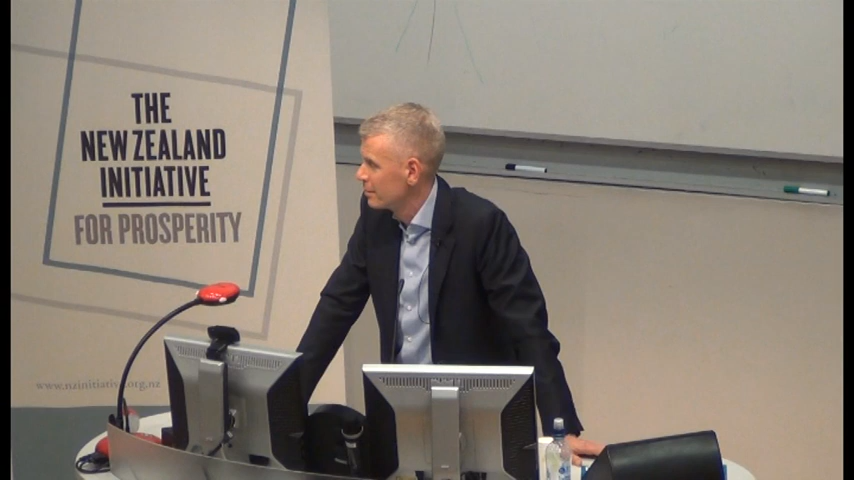 THE
NEW ZEALAND
INITIATIVE
FOR PROSPERITY
www.nzinitiative.org.nz